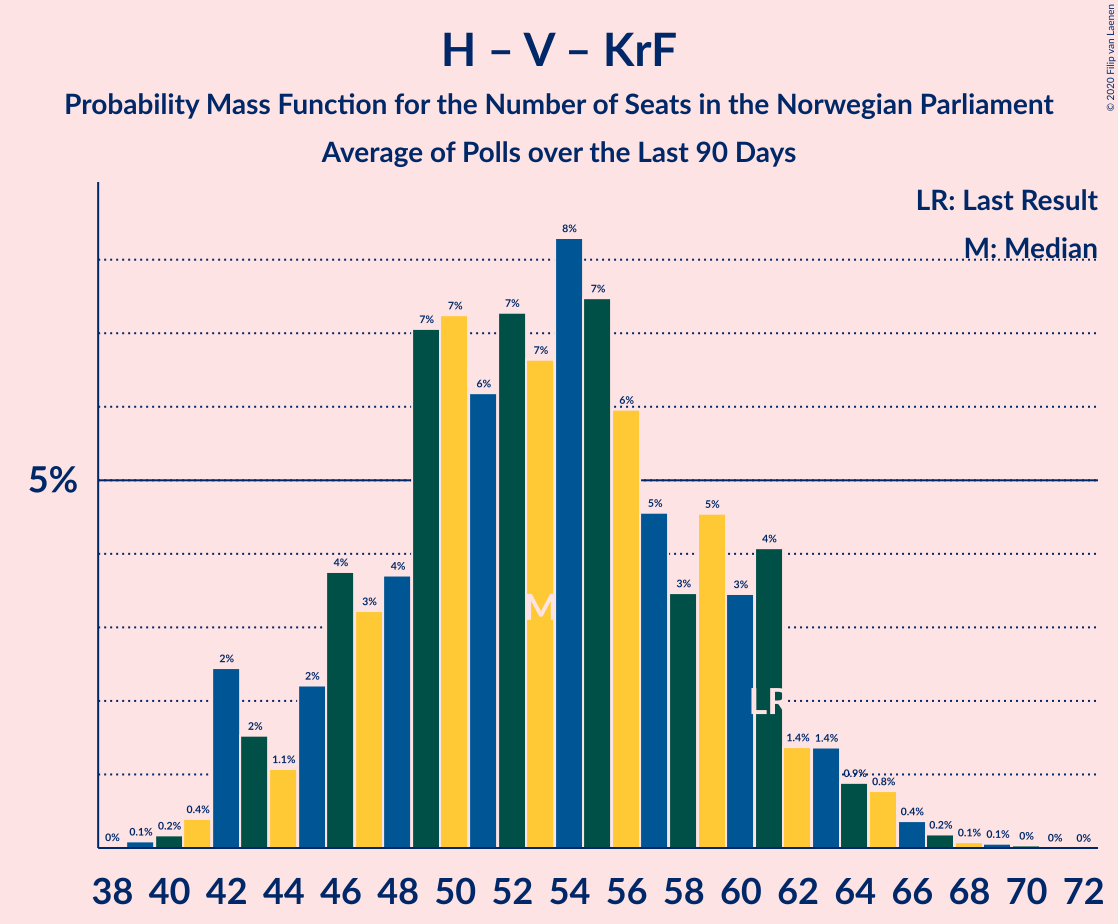 H – V – KrF
Probability Mass Function for the Number of Seats in the Norwegian Parliament
Average of Polls over the Last 90 Days
© 2020 Filip van Laenen
LR: Last Result
M: Median
5%
0% 0.1% 0.2% 0.4% 2% 2% 1.1% 2% 4% 3% 4% 7% 7% 6% 7% 7% 8% 7% 6% 5% 3% 5% 3% 4% 1.4% 1.4% 0.9% 0.8% 0.4% 0.2% 0.1% 0.1% 0% 0% 0%
M
LR
38 40 42 44 46 48 50 52 54 56 58 60 62 64 66 68 70 72